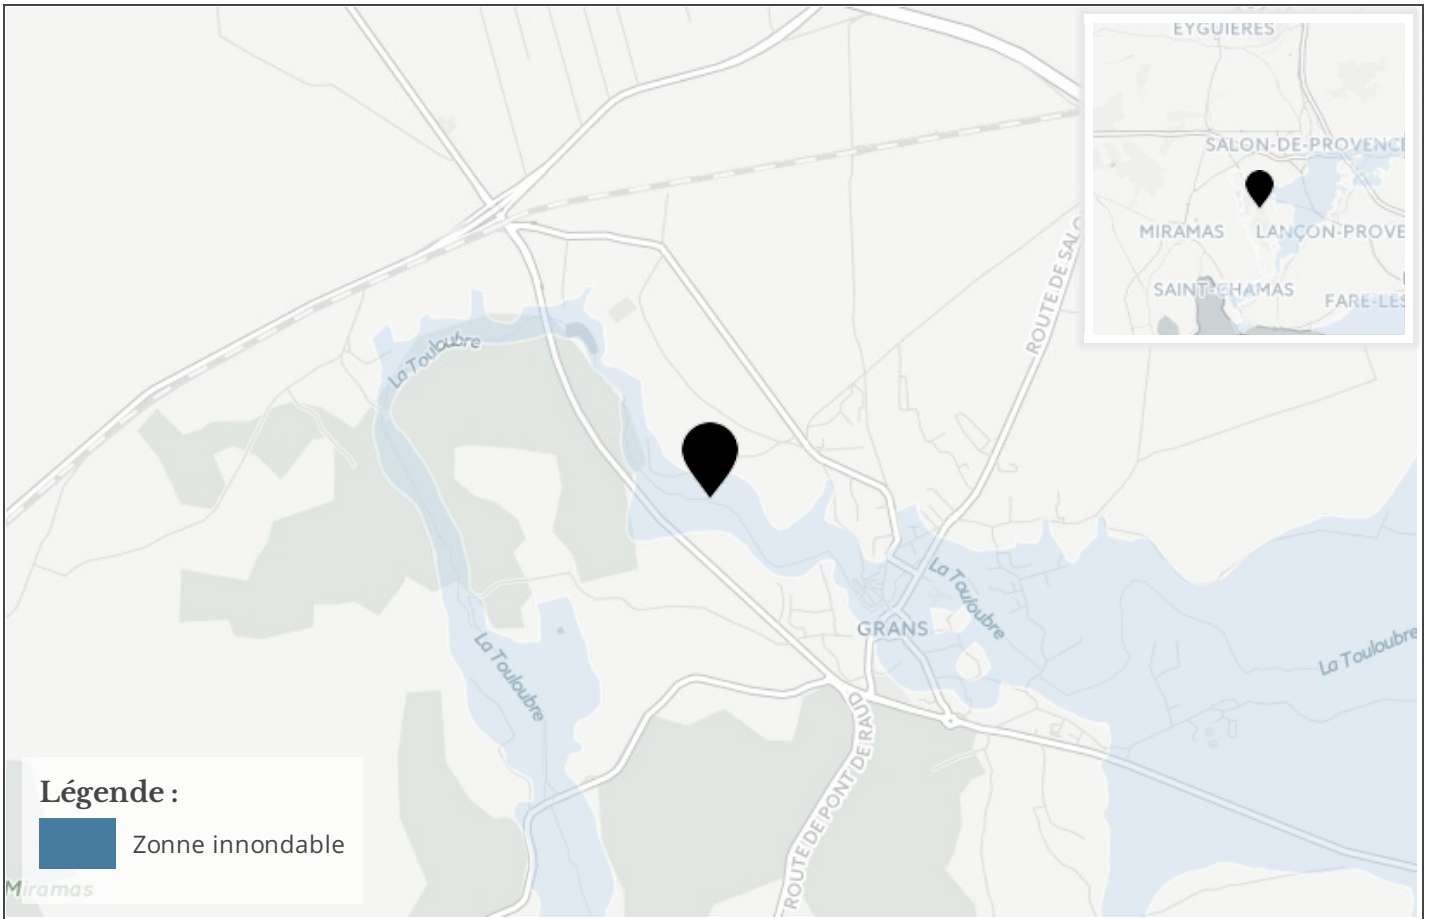 EYGUIERES
SALON-DE-PROVENCE
MIRAMAS
LANÇON-PROVE
SAINT-CHAMAS
FARE-LES
ROUTE DE SALO
La Touloubre
La Touloubre
GRANS
La Touloubre
La Touloubre
ROUTE DE PONT DE RAUD
Légende :
Zonne innondable
Miramas